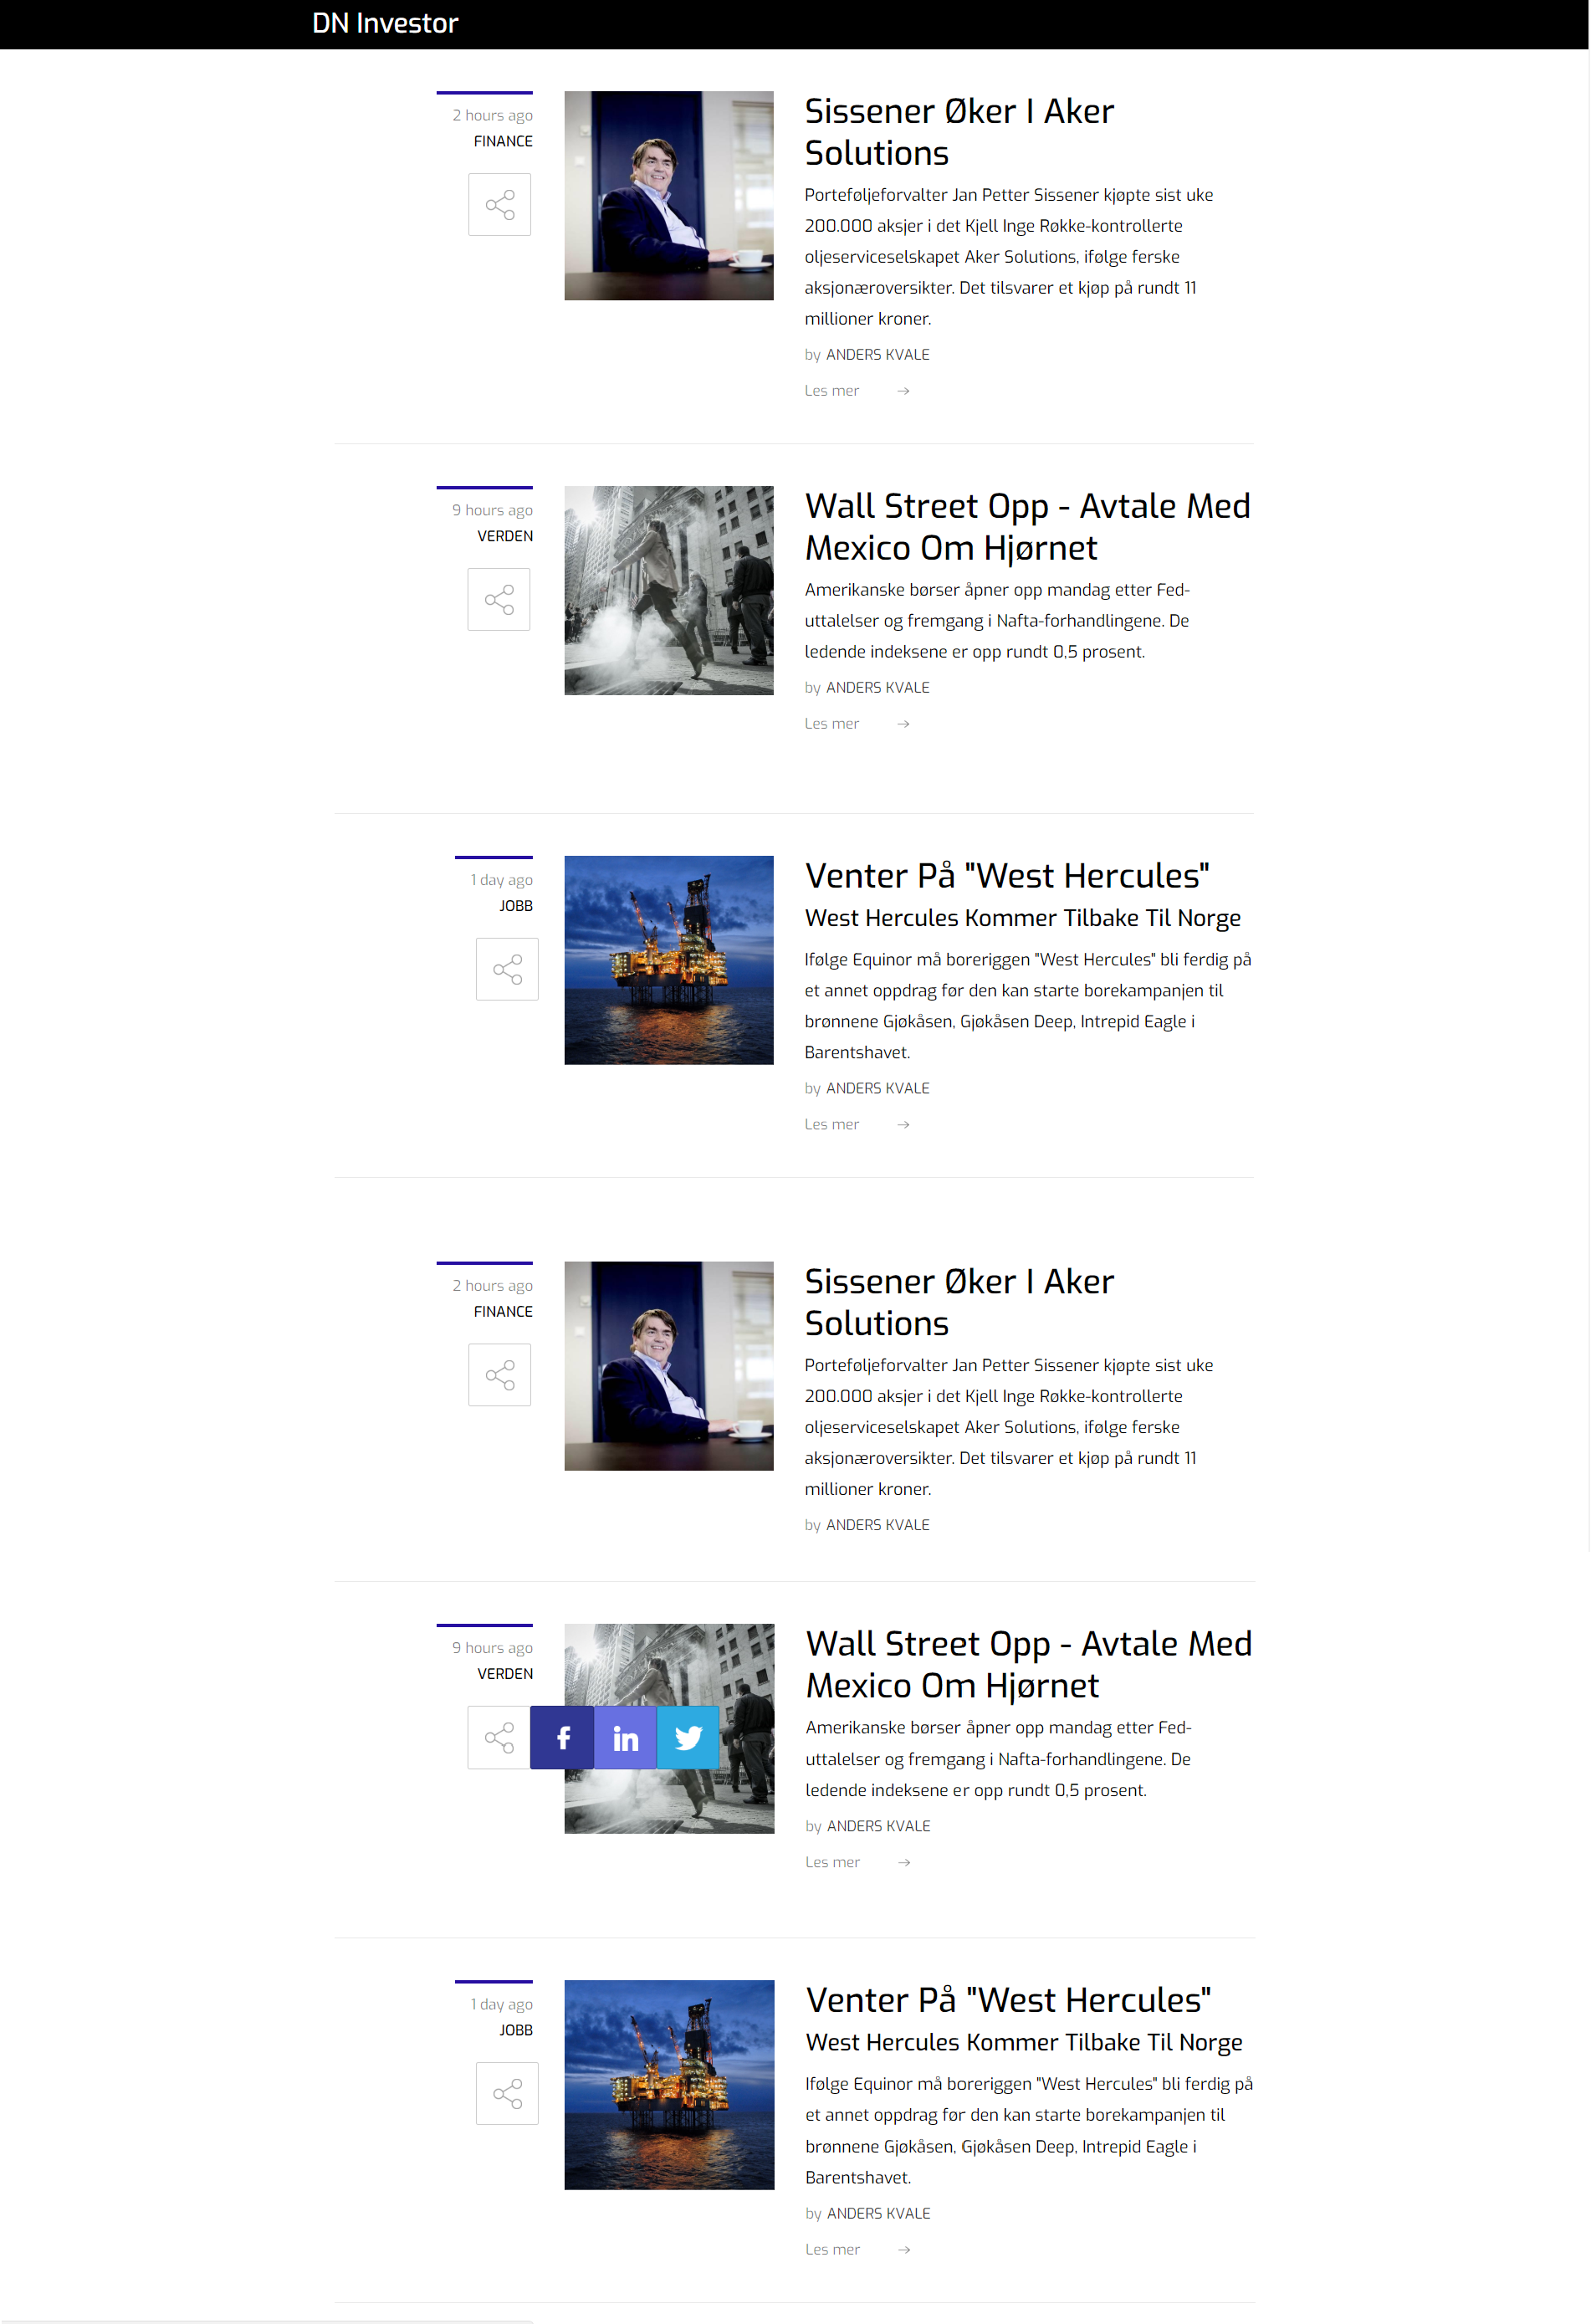 DN Investor
2 hours ago
FINANCE
Sissener Øker I Aker
Solutions
Porteføljeforvalter Jan Petter Sissener kjøpte sist uke
200.000 aksjer i det Kjell Inge Røkke-kontrollerte
oljeserviceselskapet Aker Solutions, ifølge ferske
aksjonæroversikter. Det tilsvarer et kjøp på rundt 11
millioner kroner.
by ANDERS KVALE
Les mer →
9 hours ago
VERDEN
Wall Street Opp - Avtale Med
Mexico Om Hjørnet
Amerikanske børser åpner opp mandag etter Fed-
uttalelser og fremgang i Nafta-forhandlingene. De
ledende indeksene er opp rundt 0,5 prosent.
by ANDERS KVALE
Les mer →
1 day ago
JOBB
Venter På "West Hercules"
West Hercules Kommer Tilbake Til Norge
Ifølge Equinor må boreriggen "West Hercules" bli ferdig på
et annet oppdrag før den kan starte borekampanjen til
brønnene Gjøkåsen, Gjøkåsen Deep, Intrepid Eagle i
Barentshavet.
by ANDERS KVALE
Les mer →
2 hours ago
FINANCE
Sissener Øker I Aker
Solutions
Porteføljeforvalter Jan Petter Sissener kjøpte sist uke
200.000 aksjer i det Kjell Inge Røkke-kontrollerte
oljeserviceselskapet Aker Solutions, ifølge ferske
aksjonæroversikter. Det tilsvarer et kjøp på rundt 11
millioner kroner.
by ANDERS KVALE
9 hours ago
VERDEN
f in
Wall Street Opp - Avtale Med
Mexico Om Hjørnet
Amerikanske børser åpner opp mandag etter Fed-
uttalelser og fremgang i Nafta-forhandlingene. De
ledende indeksene er opp rundt 0,5 prosent.
by ANDERS KVALE
Les mer →
1 day ago
JOBB
Venter På "West Hercules"
West Hercules Kommer Tilbake Til Norge
Ifølge Equinor må boreriggen "West Hercules" bli ferdig på
et annet oppdrag før den kan starte borekampanjen til
brønnene Gjøkåsen, Gjøkåsen Deep, Intrepid Eagle i
Barentshavet.
by ANDERS KVALE
Les mer →